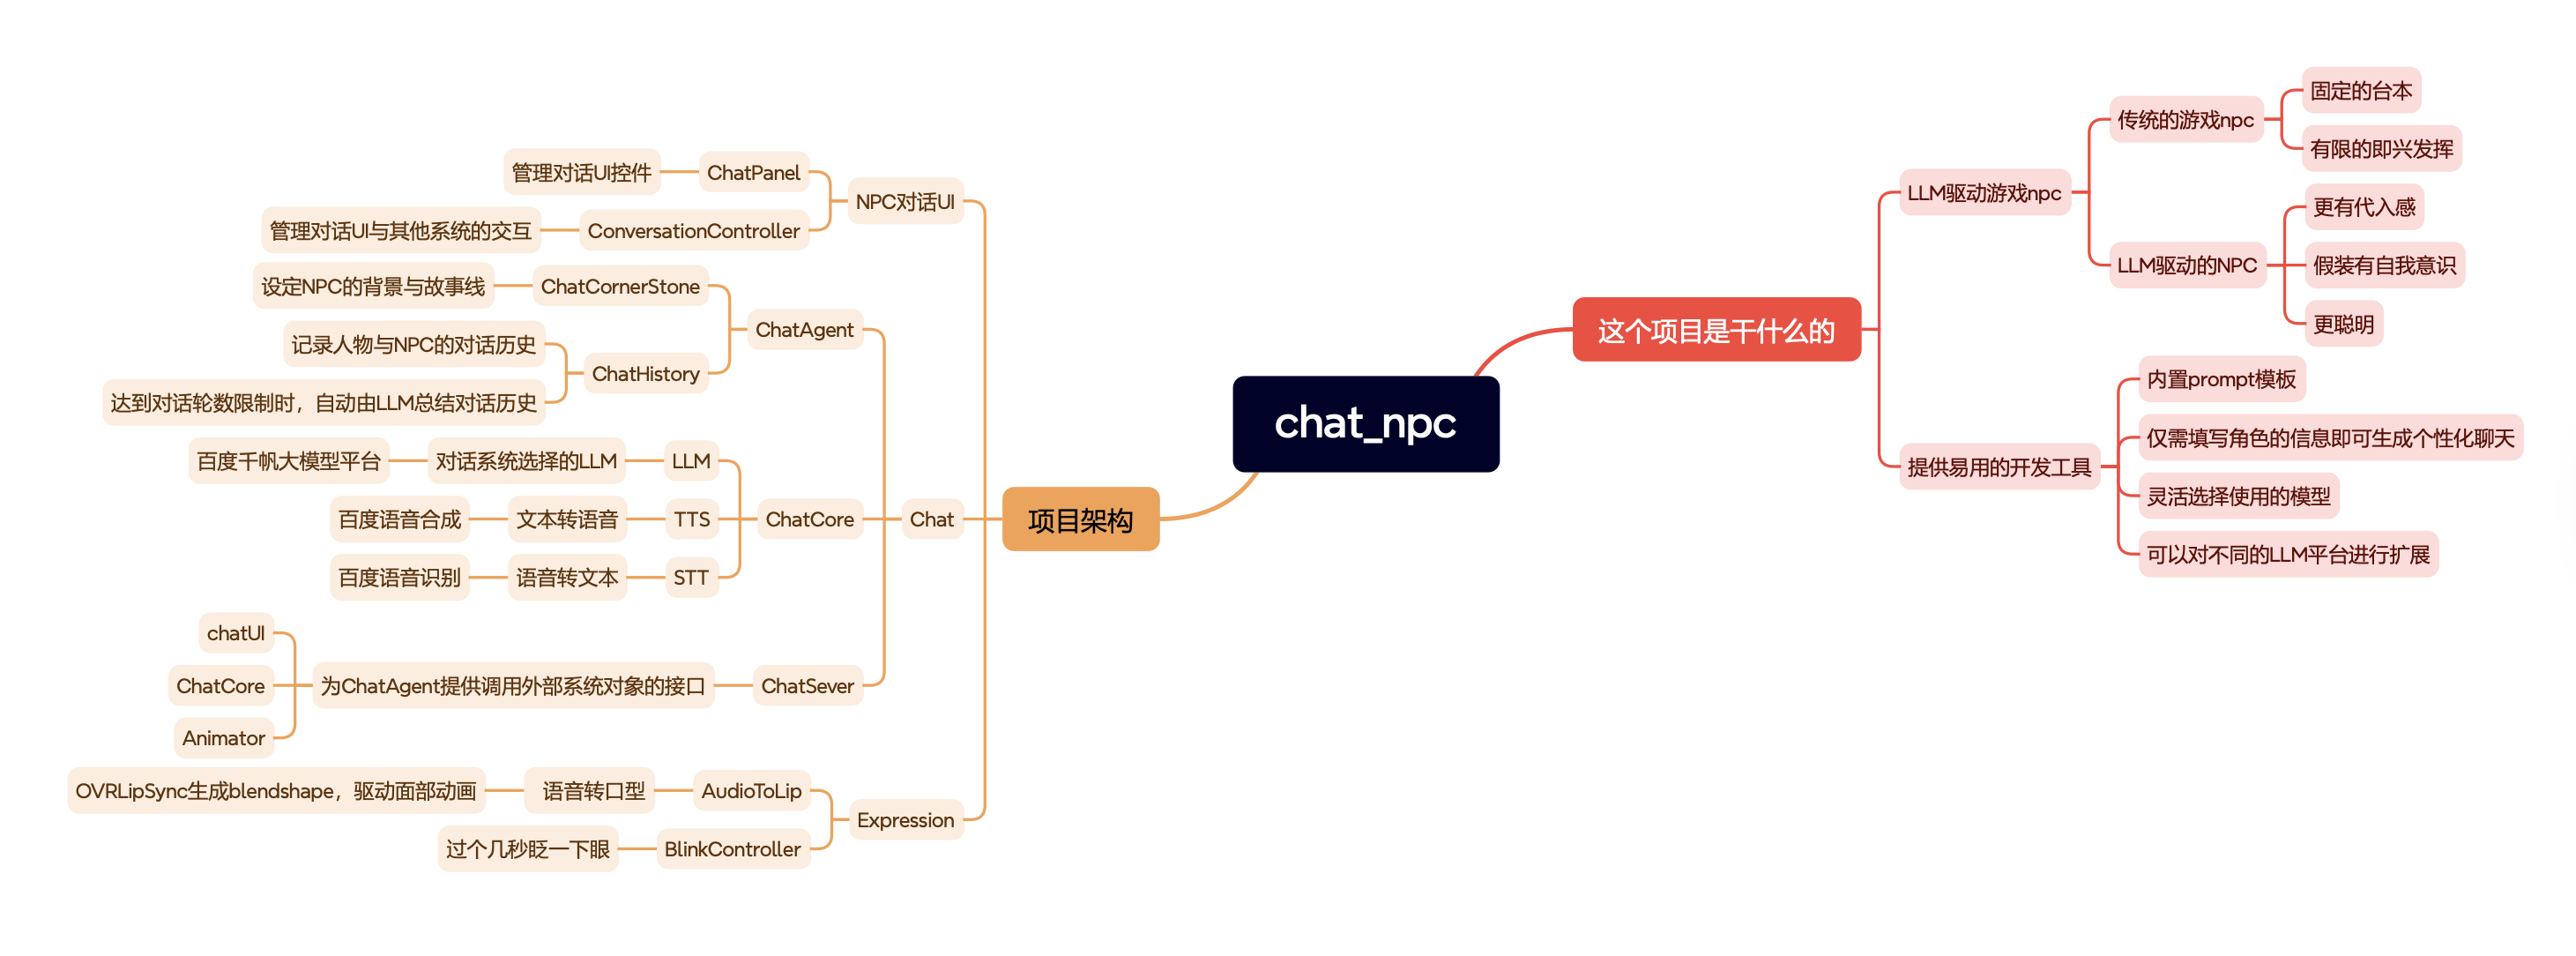 chat_npc
这个项目是干什么的
LLM驱动游戏npc
传统的游戏npc
固定的台本
有限的即兴发挥
LLM驱动的NPC
更有代入感
假装有自我意识
更聪明
提供易用的开发工具
内置prompt模板
仅需填写角色的信息即可生成个性化聊天
灵活选择使用的模型
可以对不同的LLM平台进行扩展
项目架构
NPC对话UI
ChatPanel
管理对话UI控件
ConversationController
管理对话UI与其他系统的交互
Chat
ChatAgent
ChatCornerStone
设定NPC的背景与故事线
ChatHistory
记录人物与NPC的对话历史
达到对话轮数限制时，自动由LLM总结对话历史
ChatCore
LLM
对话系统选择的LLM
百度千帆大模型平台
TTS
文本转语音
百度语音合成
STT
语音转文本
百度语音识别
ChatSever
为ChatAgent提供调用外部系统对象的接口
chatUI
ChatCore
Animator
Expression
AudioToLip
语音转口型
OVRLipSync生成blendshape，驱动面部动画
BlinkController
过个几秒眨一下眼